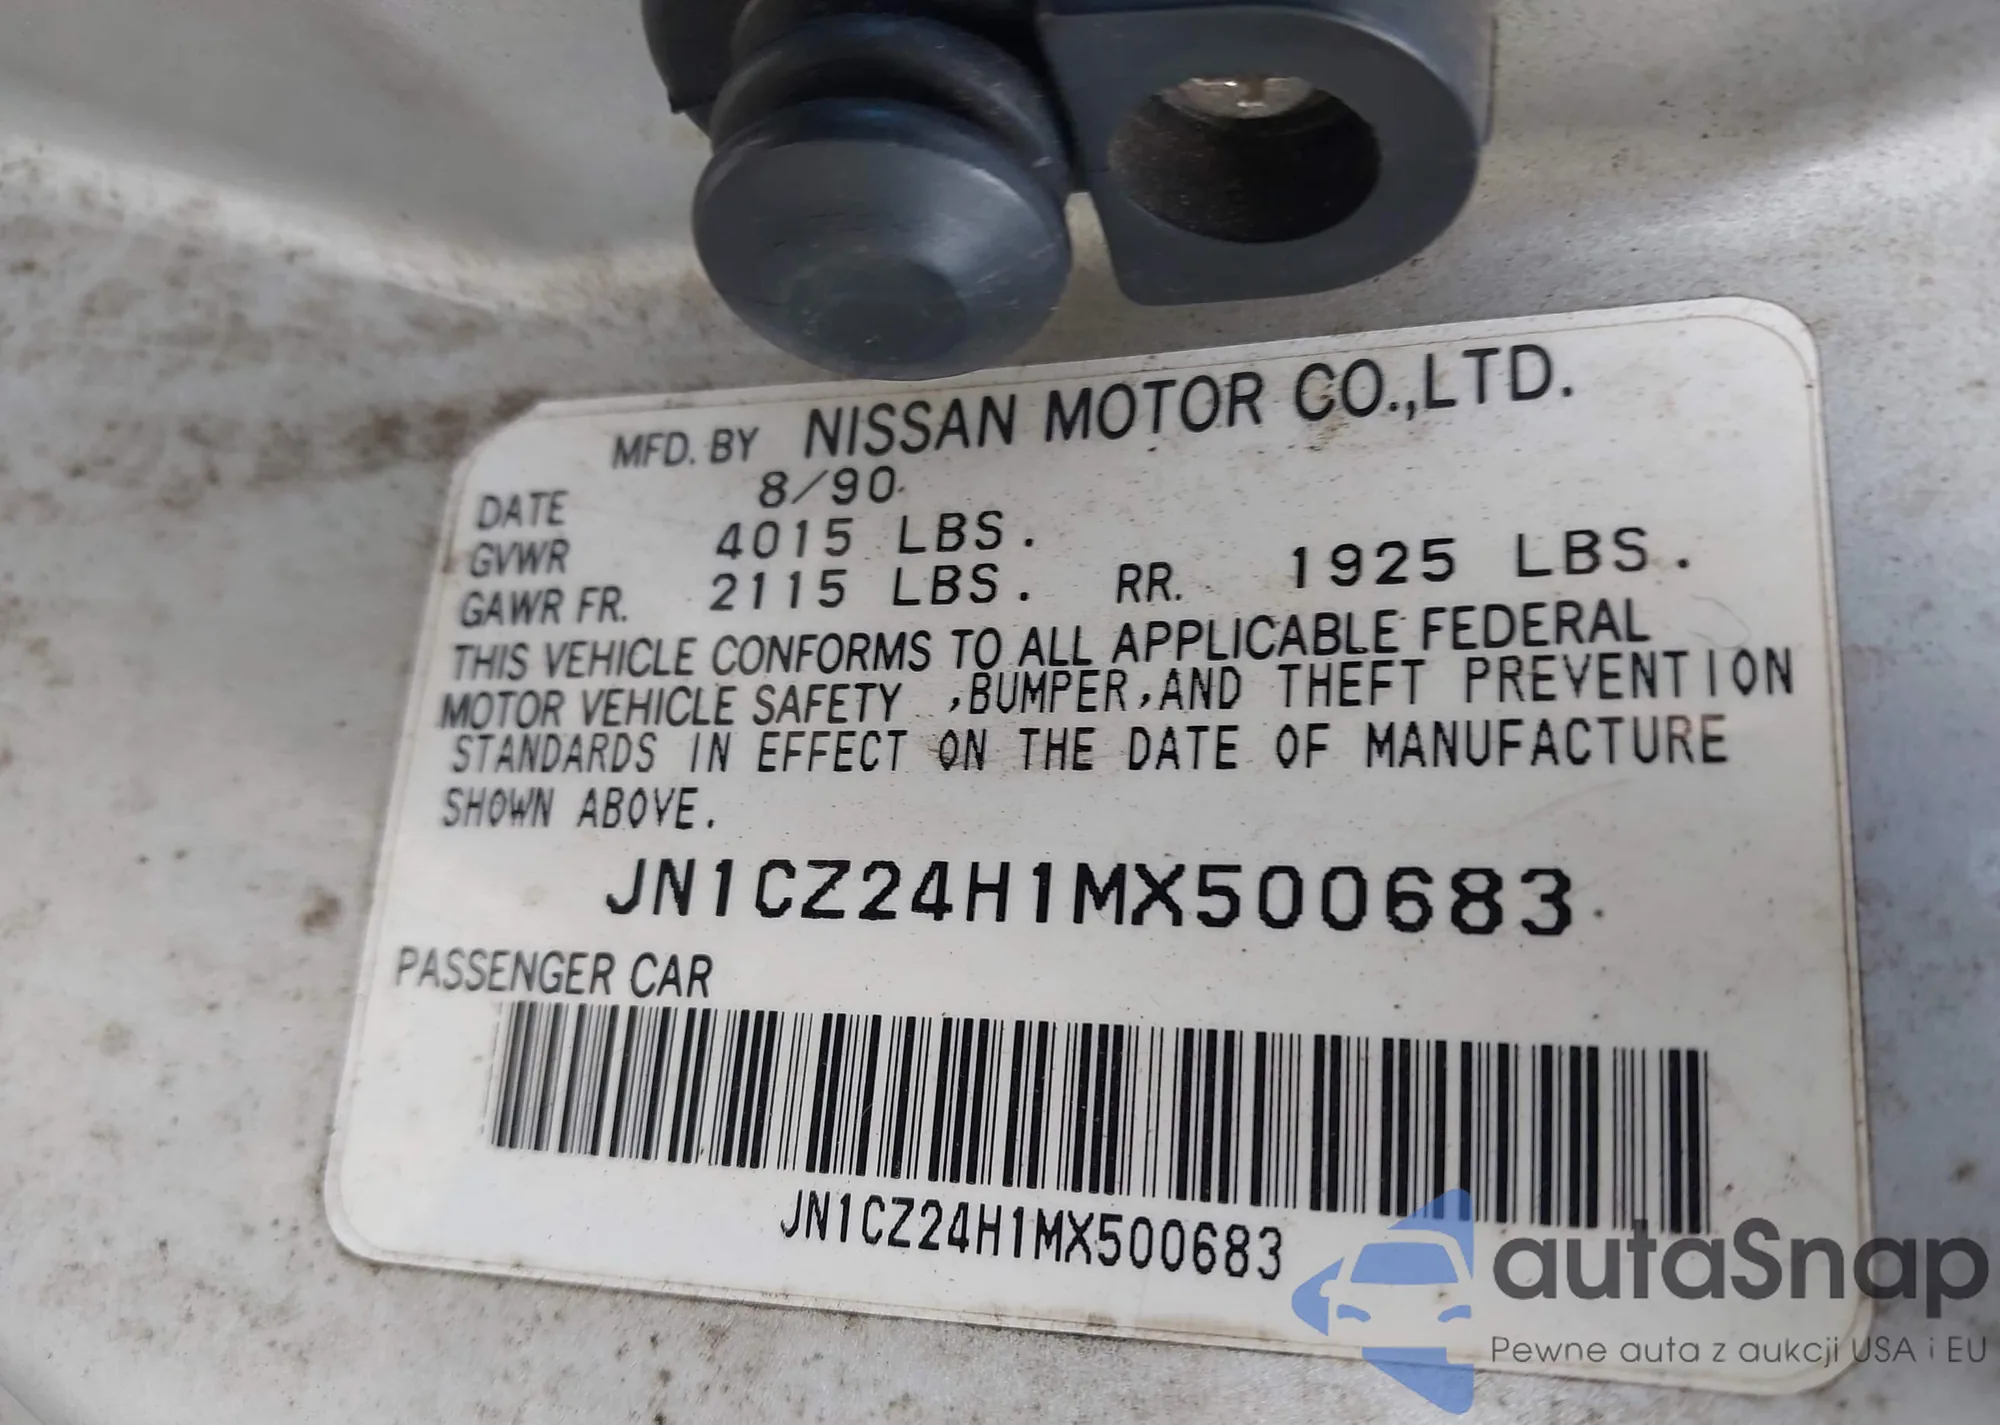 MFD. BY NISSAN MOTOR CO.,LTD.
DATE 8/90
GVWR 4015 LBS.
GAWR FR. 2115 LBS. RR. 1925 LBS.
THIS VEHICLE CONFORMS TO ALL APPLICABLE FEDERAL
MOTOR VEHICLE SAFETY ,BUMPER,AND THEFT PREVENTION
STANDARDS IN EFFECT ON THE DATE OF MANUFACTURE
SHOWN ABOVE.
JN1CZ24H1MX500683
PASSENGER CAR
JN1CZ24H1MX500683
autaSnap
Pewne auta z aukcji USA i EU